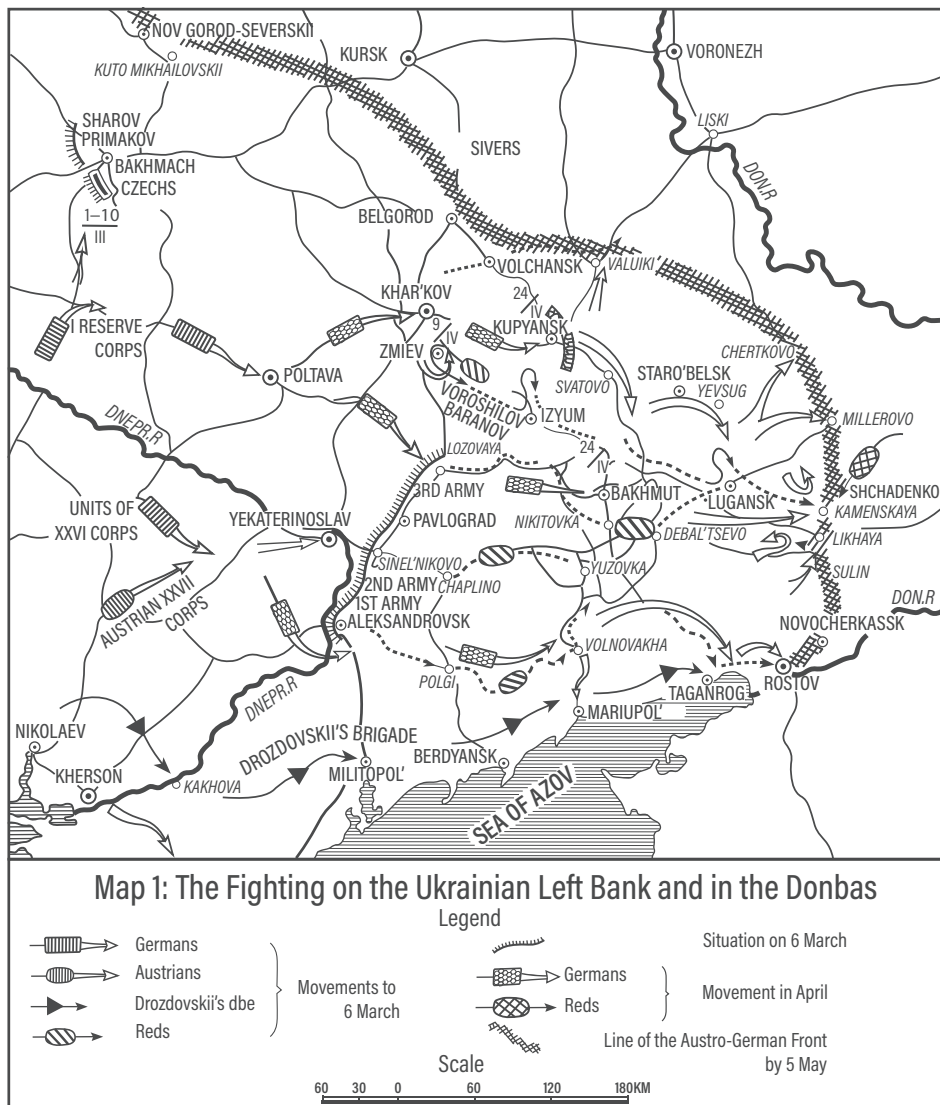 NOV GOROD-SEVERSKII
KUTO MIKHAILOVSKII
KURSK
VORONEZH
LISKI
SHAROV
PRIMAKOV
BAKHMACH
CZECHS
SIVERS
DON.R
1–10
III
BELGOROD
VOLCHANSK
VALUIKI
KHAR'KOV
24
IV
9
IV
KUPYANSK
I RESERVE
CORPS
ZMIEV
CHERTKOVO
POLTAVA
SVATOVO
STARO'BELSK
YEVSUG
VOROSHILOV
BARANOV
IZYUM
MILLEROVO
DNEPR.R
LOZOVAYA
24
IV
3RD ARMY
BAKHMUT
LUGANSK
SHCHADENKO
KAMENSKAYA
UNITS OF
XXVI CORPS
YEKATERINOSLAV
PAVLOGRAD
NIKITOVKA
DEBAL'TSEVO
LIKHAYA
SINEL'NIKOVO
CHAPLINO
YUZOVKA
SULIN
AUSTRIAN XXVII
CORPS
2ND ARMY
1ST ARMY
ALEKSANDROVSK
DON.R
NOVOCHERKASSK
VOLNOVAKHA
POLGI
ROSTOV
TAGANROG
DNEPR.R
MARIUPOL'
NIKOLAEV
DROZDOVSKII'S BRIGADE
BERDYANSK
MILITOPOL'
KHERSON
KAKHOVA
SEA OF AZOV
Map 1: The Fighting on the Ukrainian Left Bank and in the Donbas
Legend
Germans
Austrians
Drozdovskii's dbe
Reds
Movements to
6 March
Situation on 6 March
Germans
Reds
Movement in April
Line of the Austro-German Front
by 5 May
Scale
60 30 0 60 120 180KM